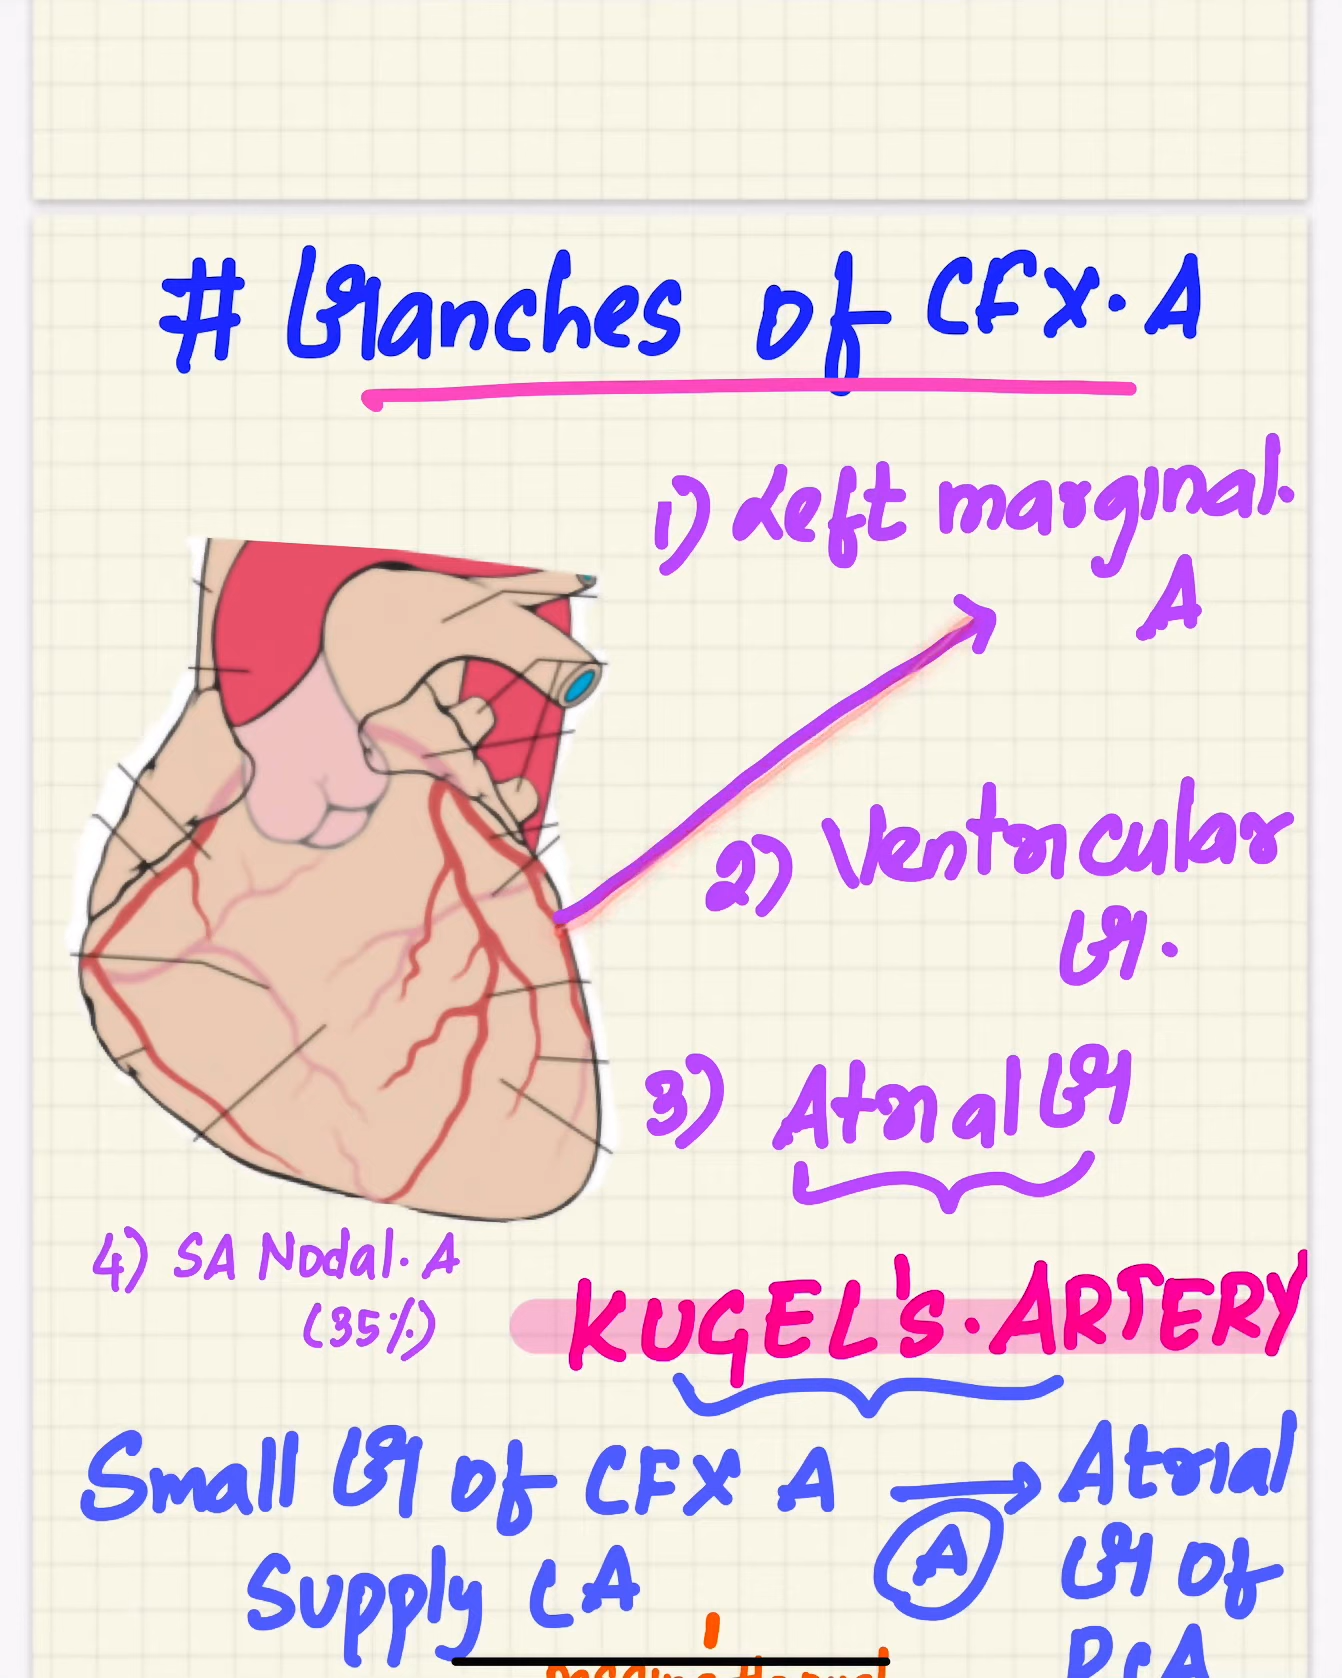 # Branches of CFX. A
1) Left marginal.
A
2) Ventricular
Br.
3) Atrial Br
4) SA Nodal. A
(35%)
KUGEL's. ARTERY
Small Br of CFX A → Atrial
A Br of
Supply LA
RCA